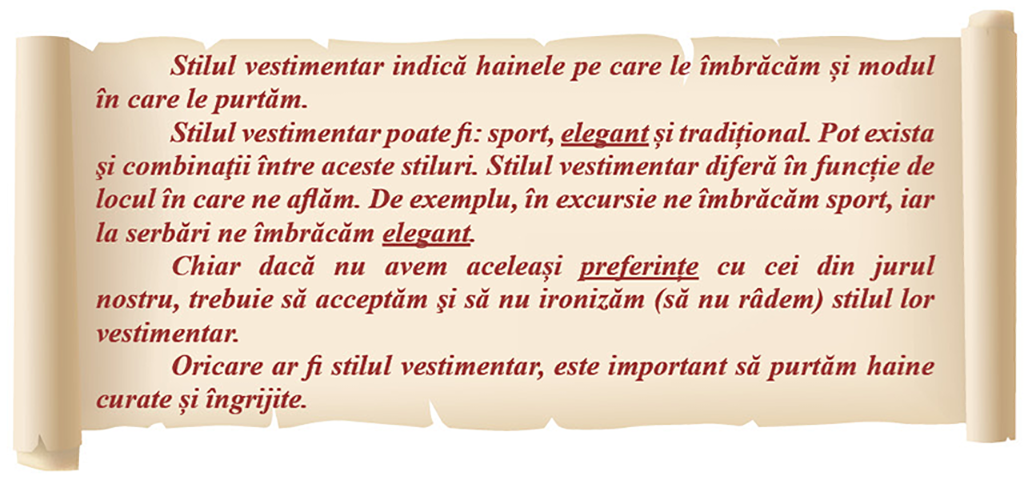 Stilul vestimentar indică hainele pe care le îmbrăcăm și modul
în care le purtăm.
Stilul vestimentar poate fi: sport, elegant și tradițional. Pot exista
şi combinaţii între aceste stiluri. Stilul vestimentar diferă în funcție de
locul în care ne aflăm. De exemplu, în excursie ne îmbrăcăm sport, iar
la serbări ne îmbrăcăm elegant.
Chiar dacă nu avem aceleași preferințe cu cei din jurul
nostru, trebuie să acceptăm şi să nu ironizăm (să nu râdem) stilul lor
vestimentar.
Oricare ar fi stilul vestimentar, este important să purtăm haine
curate și îngrijite.